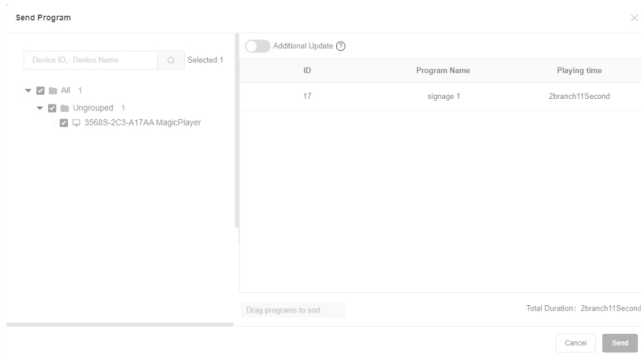 Send Program
Device ID、Device Name
Selected:1
All 1
Ungrouped 1
3568S-2C3-A17AA MagicPlayer
Additional Update ?
ID Program Name Playing time
17 signage 1 2branch11Second
Drag programs to sort
Total Duration：2branch11Second
Cancel Send